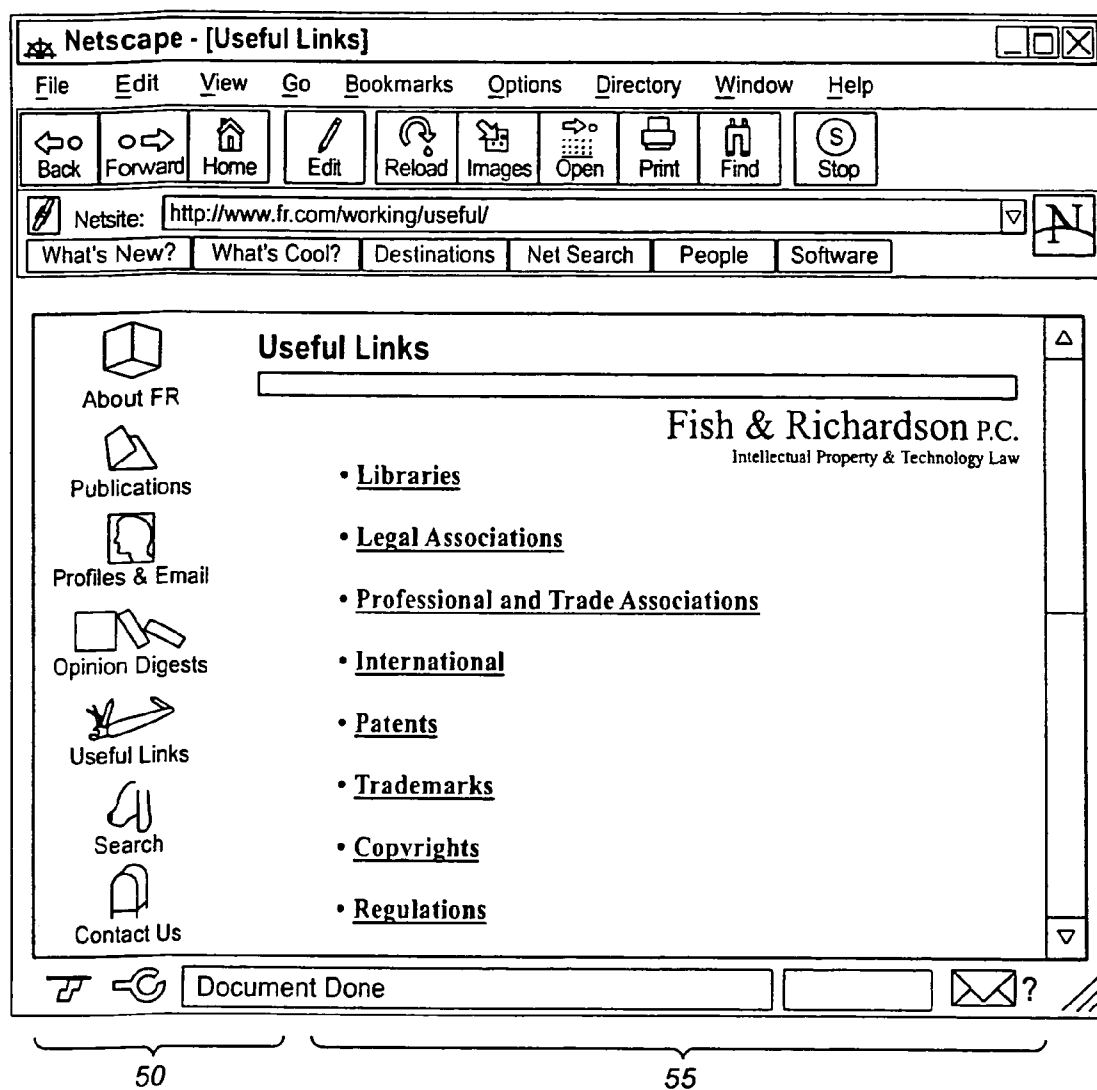 Netscape - [Useful Links]
File Edit View Go Bookmarks Options Directory Window Help
Back Forward Home Edit Reload Images Open Print Find S Stop
Netsite: http://www.fr.com/working/useful/ N
What's New? What's Cool? Destinations Net Search People Software
Useful Links
About FR
Fish & Richardson P.C.
Intellectual Property & Technology Law
Publications
Profiles & Email
Opinion Digests
Useful Links
Search
Contact Us
• Libraries
• Legal Associations
• Professional and Trade Associations
• International
• Patents
• Trademarks
• Copyrights
• Regulations
Document Done ?
50 55